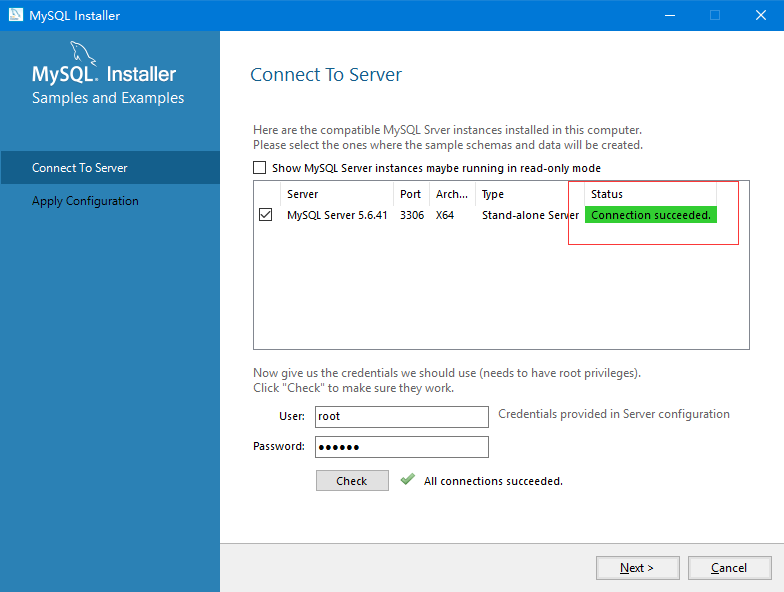 MySQL Installer
MySQL. Installer
Samples and Examples
Connect To Server
Apply Configuration
Connect To Server
Here are the compatible MySQL Srver instances installed in this computer.
Please select the ones where the sample schemas and data will be created.
Show MySQL Server instances maybe running in read-only mode
Server Port Arch... Type Status
MySQL Server 5.6.41 3306 X64 Stand-alone Server Connection succeeded.
Now give us the credentials we should use (needs to have root privileges).
Click "Check" to make sure they work.
User: root Credentials provided in Server configuration
Password: ●●●●●●
Check All connections succeeded.
Next > Cancel